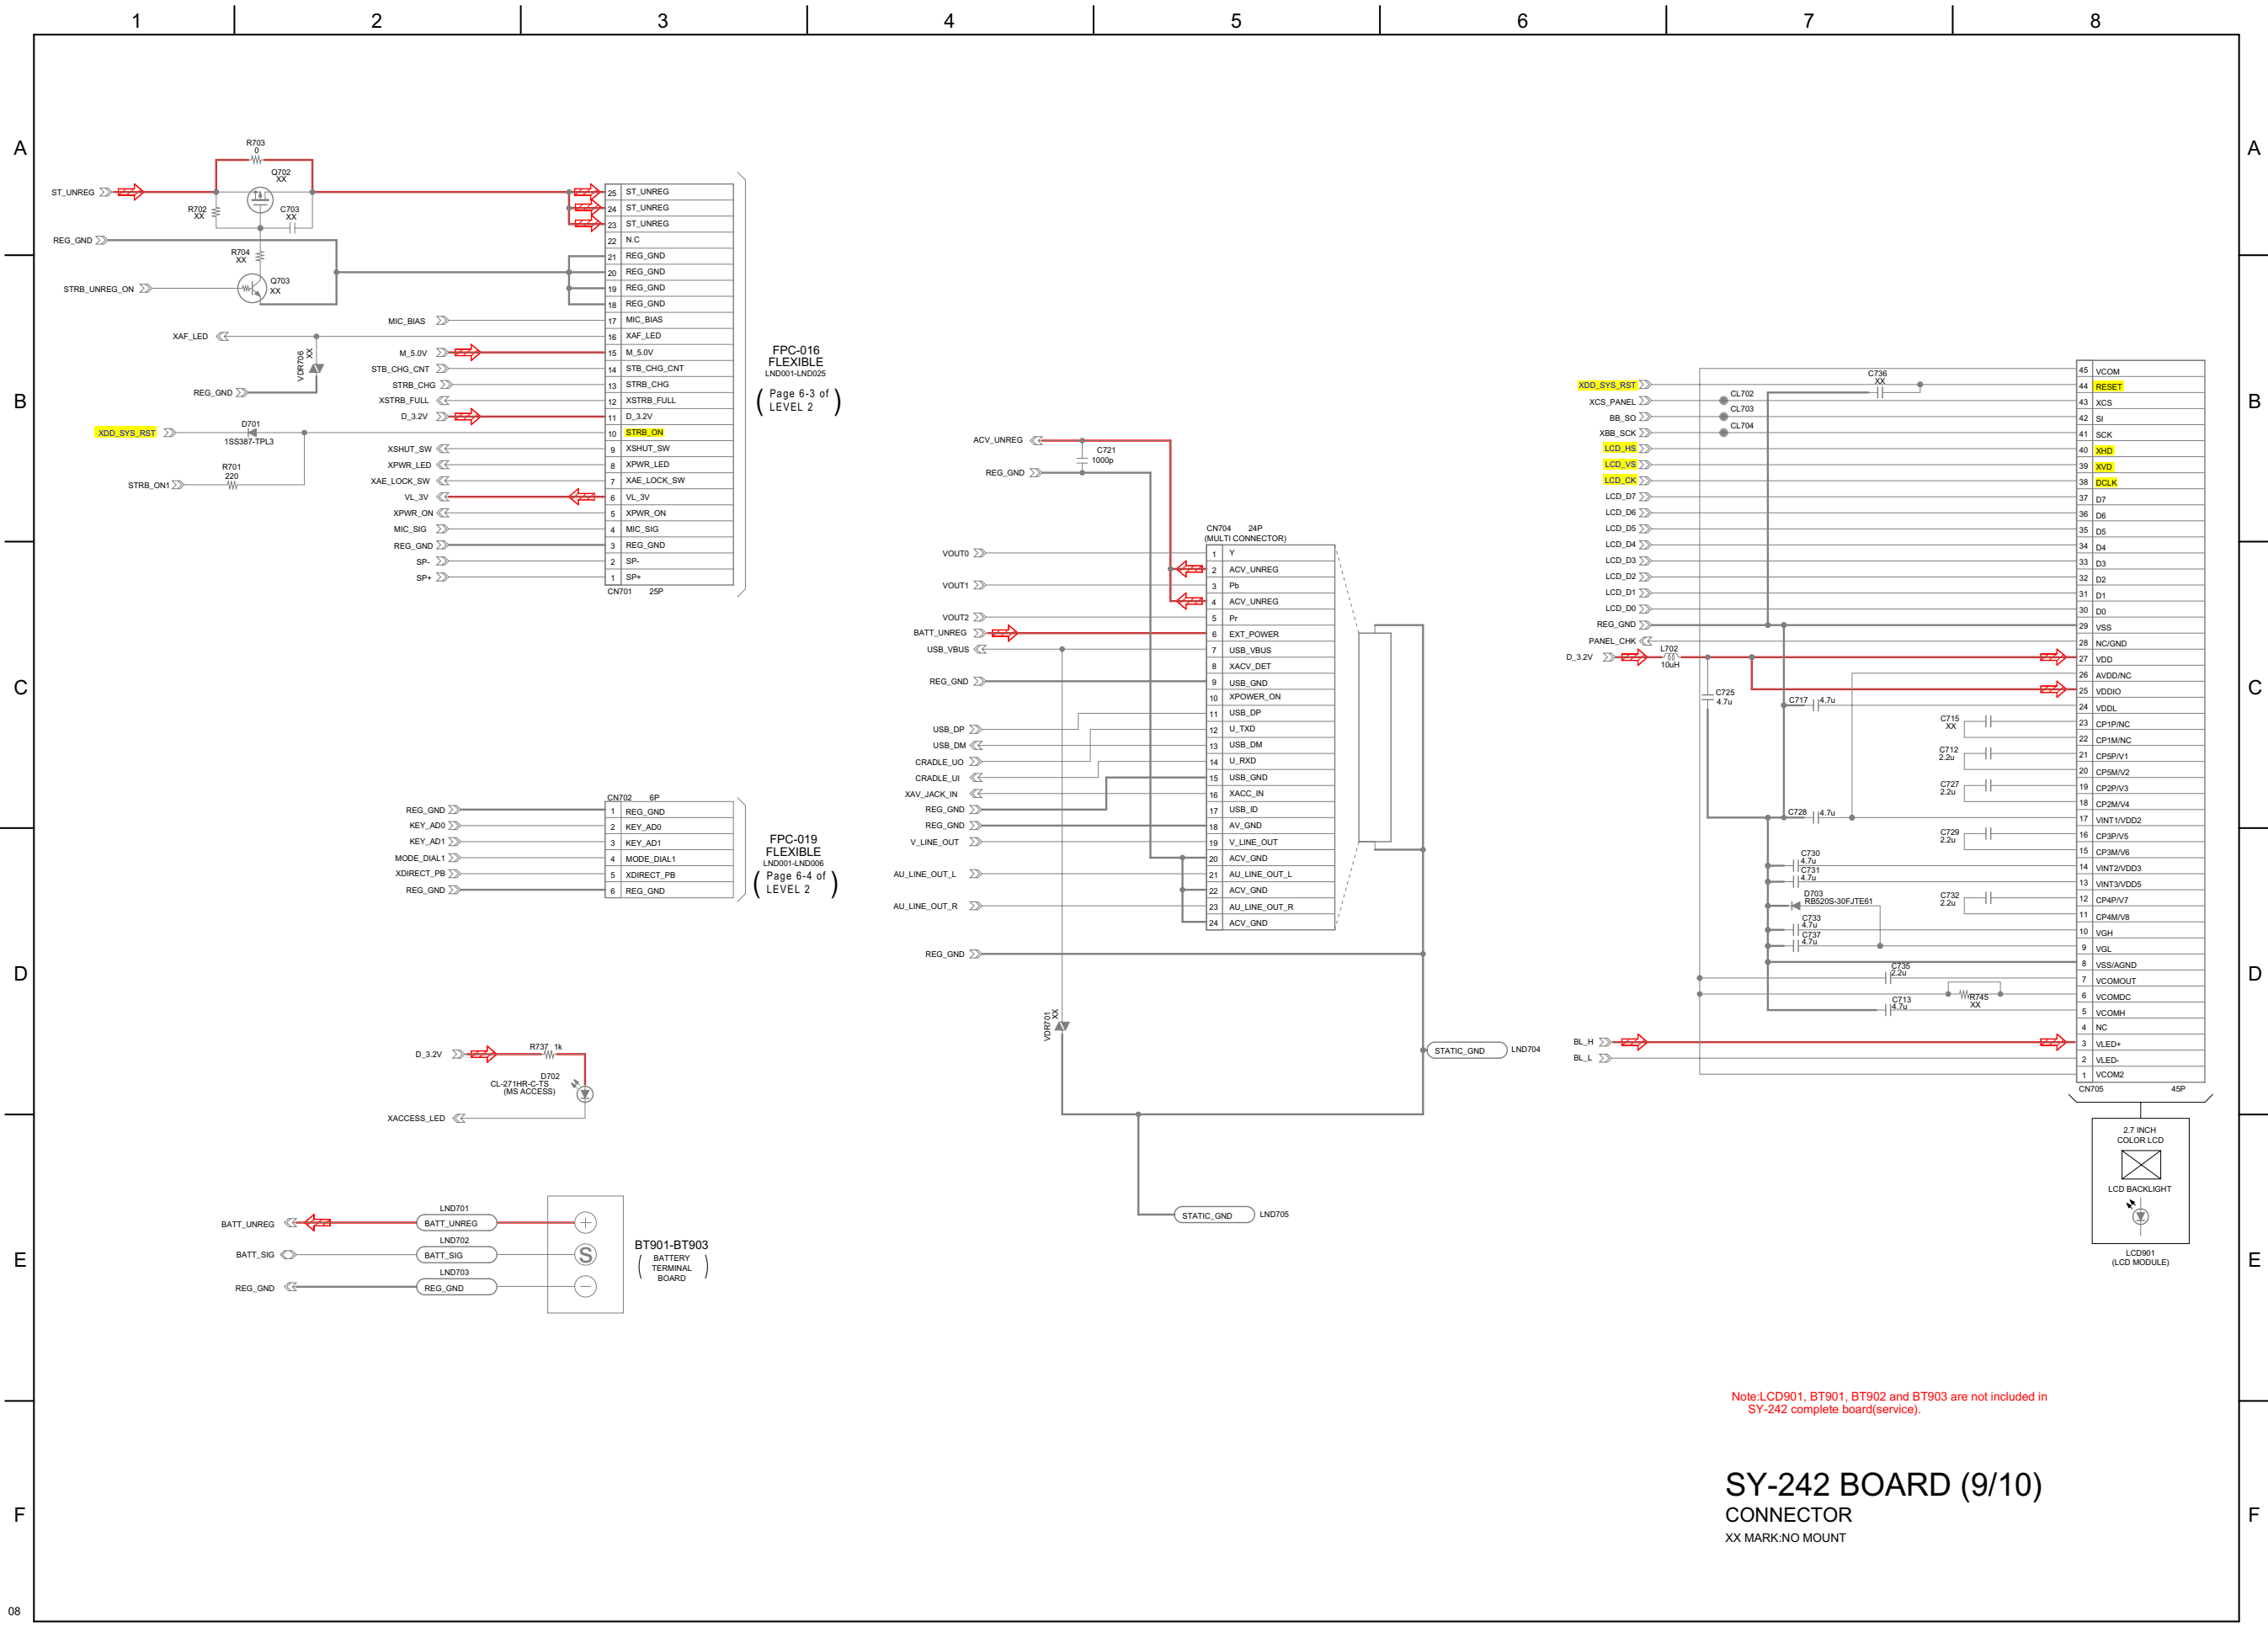 1 2 3 4 5 6 7 8
A A
B B
C C
D D
E E
F F
R703
0
Q702
XX
ST_UNREG
R702
XX
C703
XX
REG_GND
R704
XX
Q703
XX
STRB_UNREG_ON
MIC_BIAS
XAF_LED
VDR706
XX
M_5.0V
STB_CHG_CNT
STRB_CHG
REG_GND
XSTRB_FULL
D_3.2V
XDD_SYS_RST
D701
1SS387-TPL3
XSHUT_SW
XPWR_LED
R701
220
STRB_ON1
XAE_LOCK_SW
VL_3V
XPWR_ON
MIC_SIG
REG_GND
SP-
SP+
25 ST_UNREG
24 ST_UNREG
23 ST_UNREG
22 N.C
21 REG_GND
20 REG_GND
19 REG_GND
18 REG_GND
17 MIC_BIAS
16 XAF_LED
15 M_5.0V
14 STB_CHG_CNT
13 STRB_CHG
12 XSTRB_FULL
11 D_3.2V
10 STRB_ON
9 XSHUT_SW
8 XPWR_LED
7 XAE_LOCK_SW
6 VL_3V
5 XPWR_ON
4 MIC_SIG
3 REG_GND
2 SP-
1 SP+
CN701 25P
FPC-016
FLEXIBLE
LND001-LND025
( Page 6-3 of
LEVEL 2 )
CN702 6P
REG_GND
KEY_AD0
KEY_AD1
MODE_DIAL1
XDIRECT_PB
REG_GND
1 REG_GND
2 KEY_AD0
3 KEY_AD1
4 MODE_DIAL1
5 XDIRECT_PB
6 REG_GND
FPC-019
FLEXIBLE
LND001-LND006
( Page 6-4 of
LEVEL 2 )
D_3.2V
R737 1k
D702
CL-271HR-C-TS
(MS ACCESS)
XACCESS_LED
LND701
BATT_UNREG BATT_UNREG +
LND702
BATT_SIG BATT_SIG S
LND703
REG_GND REG_GND −
BT901-BT903
( BATTERY
TERMINAL
BOARD )
ACV_UNREG
C721
1000p
REG_GND
CN704 24P
(MULTI CONNECTOR)
VOUT0
VOUT1
VOUT2
BATT_UNREG
USB_VBUS
REG_GND
USB_DP
USB_DM
CRADLE_UO
CRADLE_UI
XAV_JACK_IN
REG_GND
REG_GND
V_LINE_OUT
AU_LINE_OUT_L
AU_LINE_OUT_R
REG_GND
1 Y
2 ACV_UNREG
3 Pb
4 ACV_UNREG
5 Pr
6 EXT_POWER
7 USB_VBUS
8 XACV_DET
9 USB_GND
10 XPOWER_ON
11 USB_DP
12 U_TXD
13 USB_DM
14 U_RXD
15 USB_GND
16 XACC_IN
17 USB_ID
18 AV_GND
19 V_LINE_OUT
20 ACV_GND
21 AU_LINE_OUT_L
22 ACV_GND
23 AU_LINE_OUT_R
24 ACV_GND
VDR701
XX
STATIC_GND LND704
STATIC_GND LND705
XDD_SYS_RST
XCS_PANEL
BB_SO
XBB_SCK
LCD_HS
LCD_VS
LCD_CK
LCD_D7
LCD_D6
LCD_D5
LCD_D4
LCD_D3
LCD_D2
LCD_D1
LCD_D0
REG_GND
PANEL_CHK
D_3.2V
C736
XX
CL702
CL703
CL704
L702
10uH
C725
4.7u
C717 4.7u
C715
XX
C712
2.2u
C727
2.2u
C728 4.7u
C729
2.2u
C730
4.7u
C731
4.7u
D703
RB520S-30FJTE61
C732
2.2u
C733
4.7u
C737
4.7u
C735
2.2u
R745
XX
C713
4.7u
BL_H
BL_L
45 VCOM
44 RESET
43 XCS
42 SI
41 SCK
40 XHD
39 XVD
38 DCLK
37 D7
36 D6
35 D5
34 D4
33 D3
32 D2
31 D1
30 D0
29 VSS
28 NC/GND
27 VDD
26 AVDD/NC
25 VDDIO
24 VDDL
23 CP1P/NC
22 CP1M/NC
21 CP5P/V1
20 CP5M/V2
19 CP2P/V3
18 CP2M/V4
17 VINT1/VDD2
16 CP3P/V5
15 CP3M/V6
14 VINT2/VDD3
13 VINT3/VDD5
12 CP4P/V7
11 CP4M/V8
10 VGH
9 VGL
8 VSS/AGND
7 VCOMOUT
6 VCOMDC
5 VCOMH
4 NC
3 VLED+
2 VLED-
1 VCOM2
CN705 45P
2.7 INCH
COLOR LCD
LCD BACKLIGHT
LCD901
(LCD MODULE)
Note:LCD901, BT901, BT902 and BT903 are not included in
SY-242 complete board(service).
SY-242 BOARD (9/10)
CONNECTOR
XX MARK:NO MOUNT
08